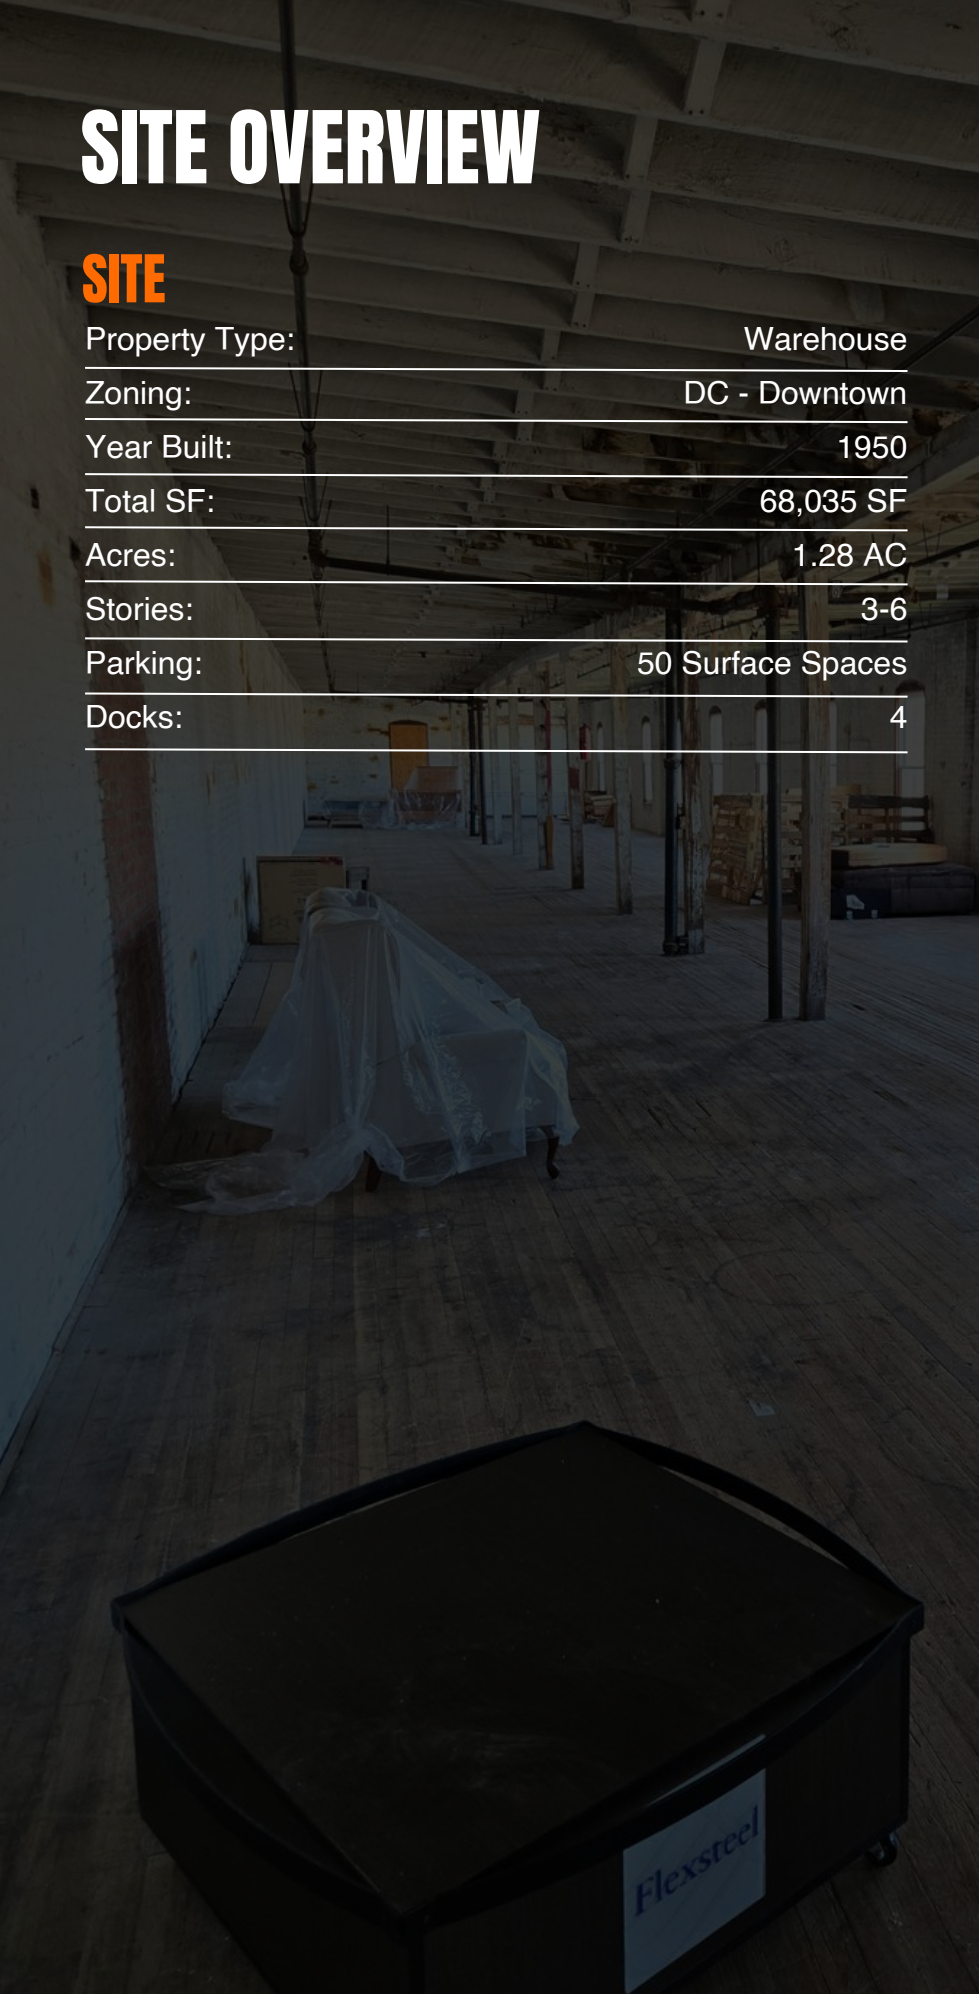 SITE OVERVIEW
SITE
Property Type: Warehouse
Zoning: DC - Downtown
Year Built: 1950
Total SF: 68,035 SF
Acres: 1.28 AC
Stories: 3-6
Parking: 50 Surface Spaces
Docks: 4
Flexsteel